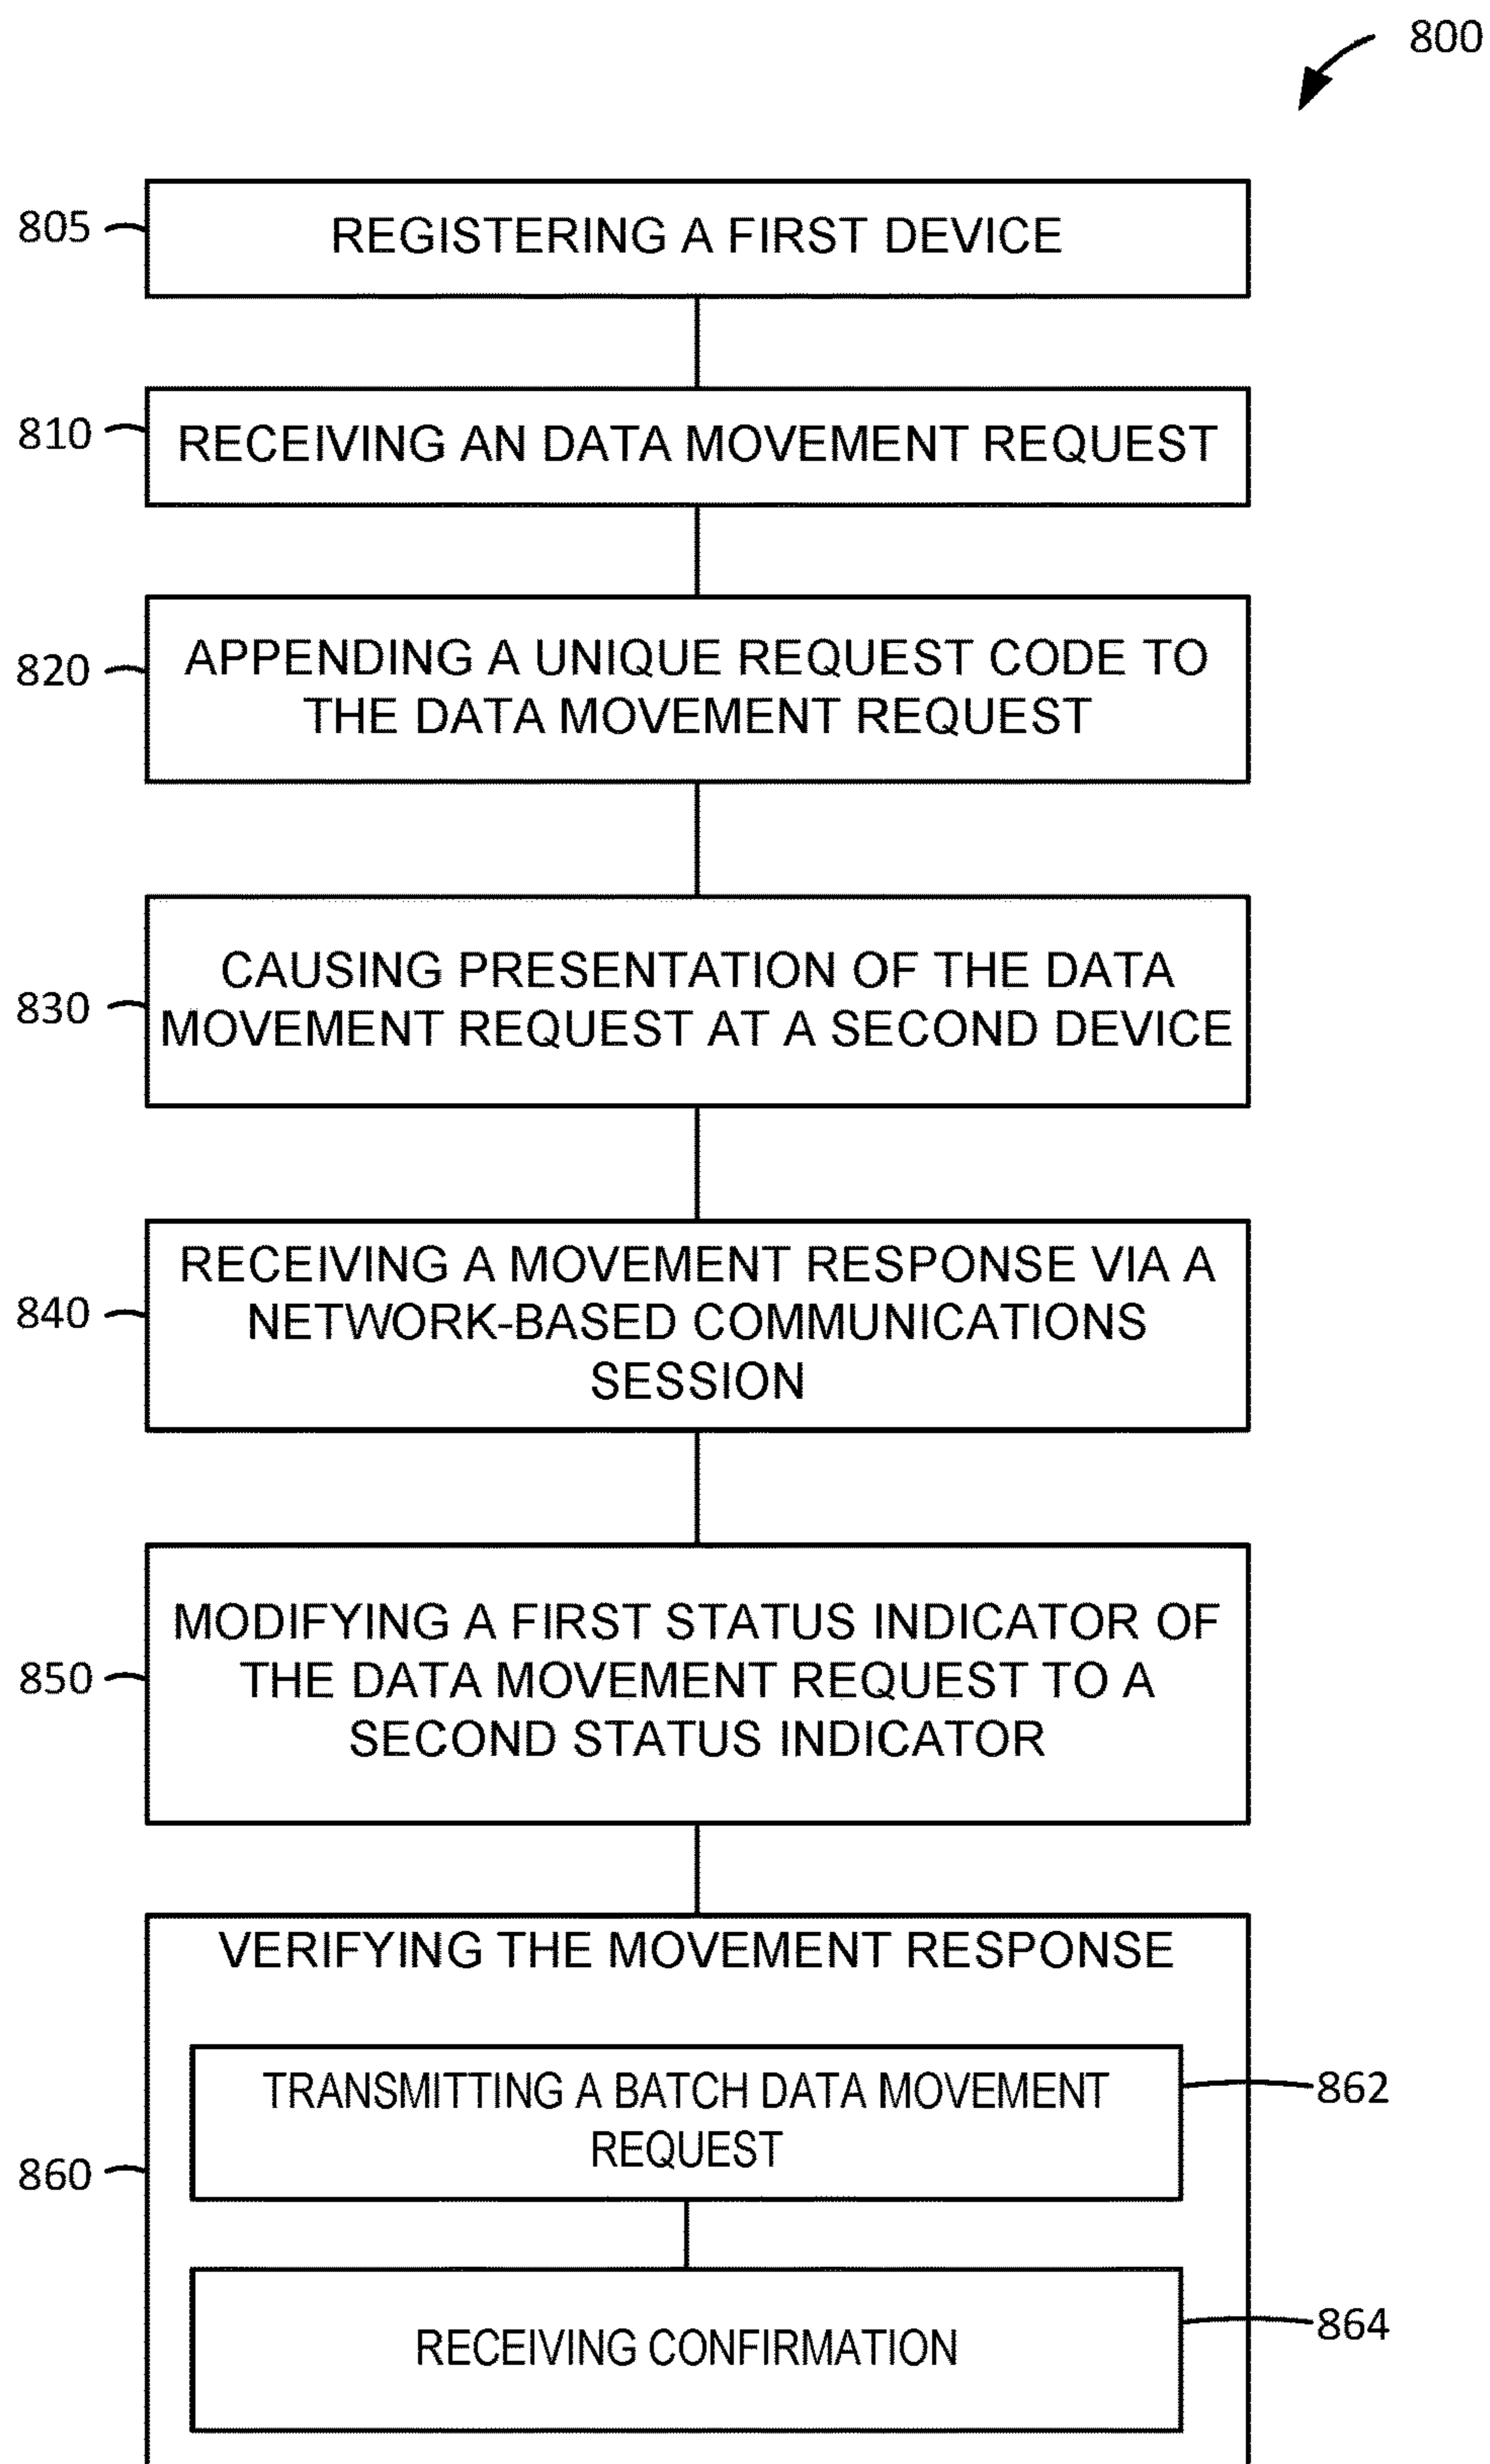 800
805
REGISTERING A FIRST DEVICE
810
RECEIVING AN DATA MOVEMENT REQUEST
820
APPENDING A UNIQUE REQUEST CODE TO
THE DATA MOVEMENT REQUEST
830
CAUSING PRESENTATION OF THE DATA
MOVEMENT REQUEST AT A SECOND DEVICE
840
RECEIVING A MOVEMENT RESPONSE VIA A
NETWORK-BASED COMMUNICATIONS
SESSION
850
MODIFYING A FIRST STATUS INDICATOR OF
THE DATA MOVEMENT REQUEST TO A
SECOND STATUS INDICATOR
860
VERIFYING THE MOVEMENT RESPONSE
TRANSMITTING A BATCH DATA MOVEMENT
REQUEST
862
RECEIVING CONFIRMATION
864